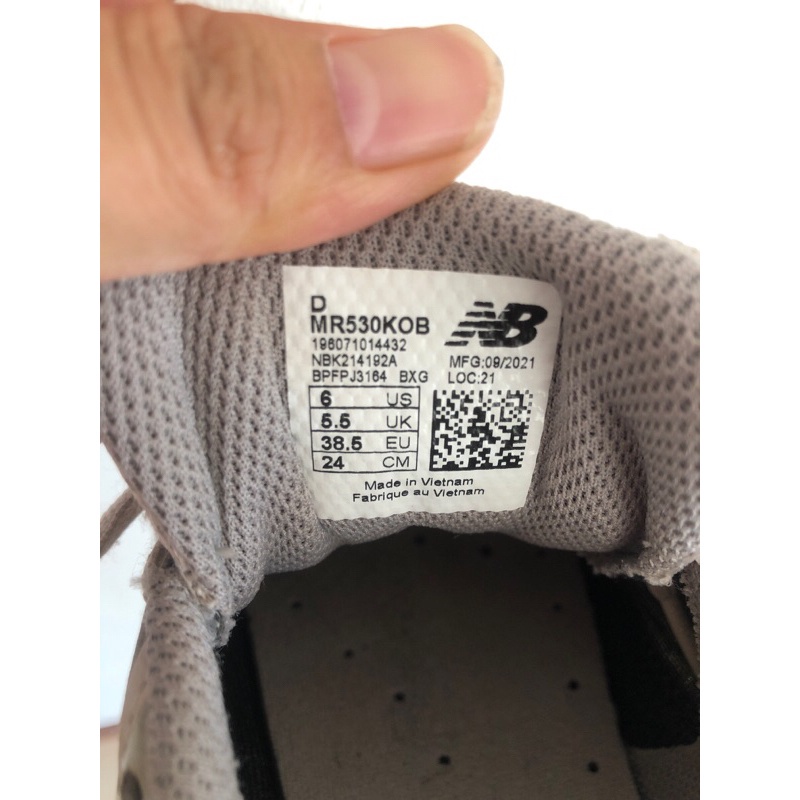 D
MR530KOB
NB
196071014432
NBK214192A MFG:09/2021
BPFPJ3164 BXG LOC:21
6 US
5.5 UK
38.5 EU
24 CM
Made in Vietnam
Fabrique au Vietnam